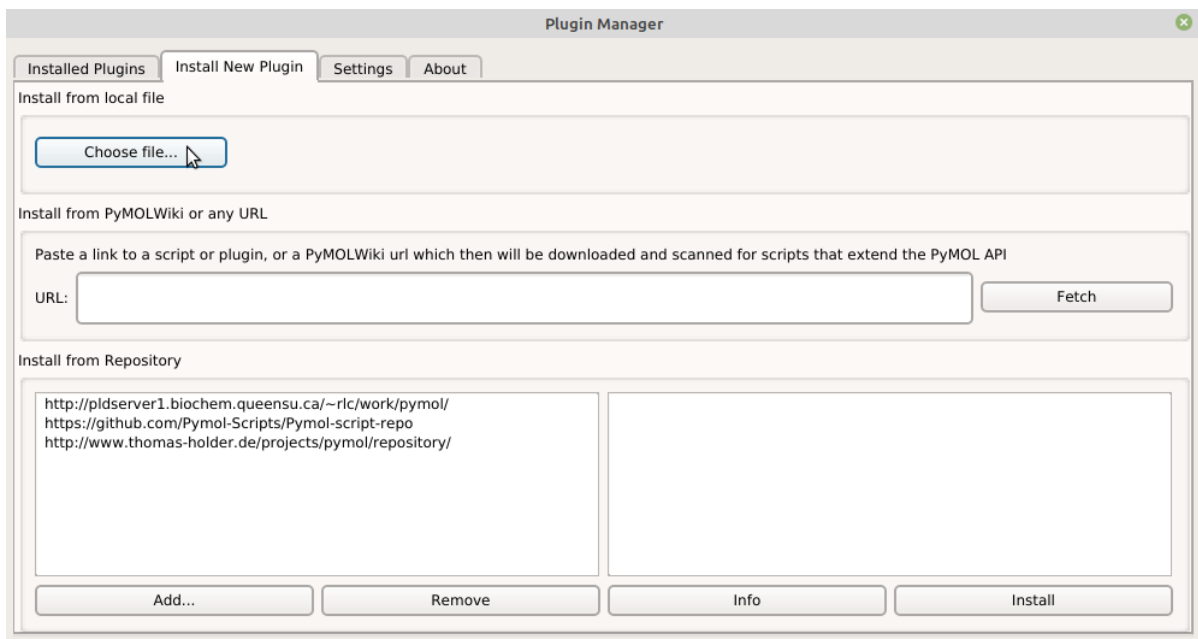 Plugin Manager
Installed Plugins
Install New Plugin
Settings
About
Install from local file
Choose file...
Install from PyMOLWiki or any URL
Paste a link to a script or plugin, or a PyMOLWiki url which then will be downloaded and scanned for scripts that extend the PyMOL API
URL:
Fetch
Install from Repository
http://pldserver1.biochem.queensu.ca/~rlc/work/pymol/
https://github.com/Pymol-Scripts/Pymol-script-repo
http://www.thomas-holder.de/projects/pymol/repository/
Add...
Remove
Info
Install